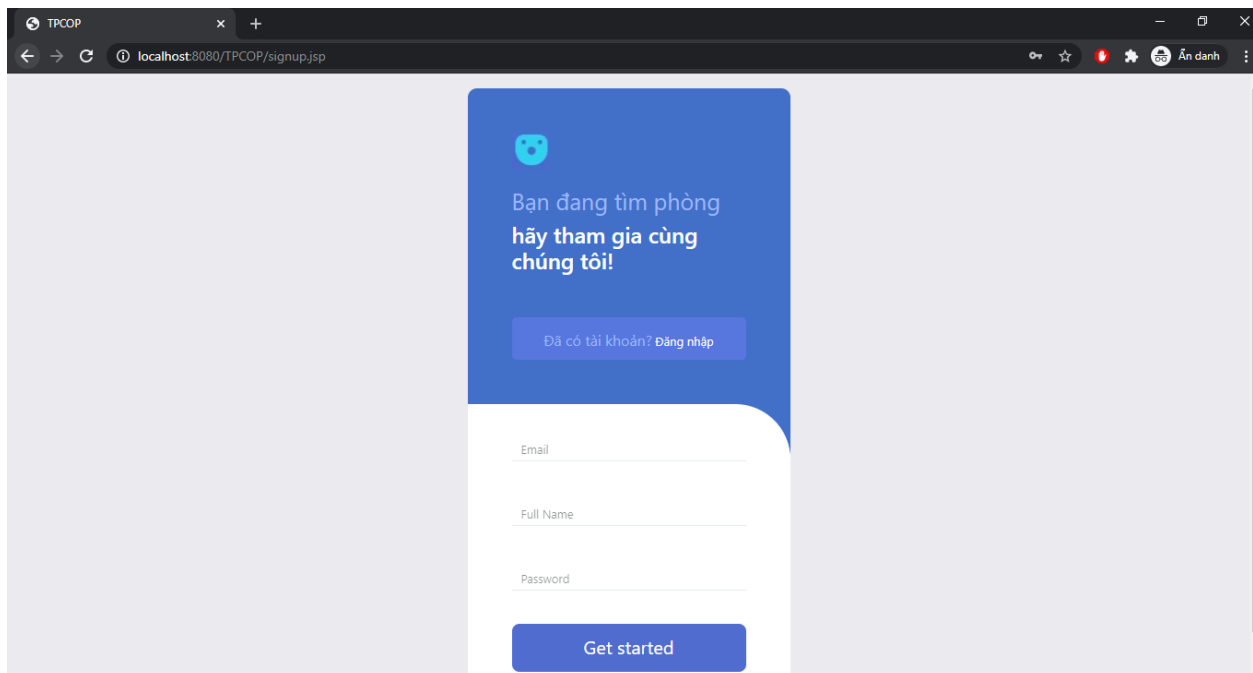 TPCOP
localhost:8080/TPCOP/signup.jsp
Ẩn danh
Bạn đang tìm phòng
hãy tham gia cùng
chúng tôi!
Đã có tài khoản? Đăng nhập
Email
Full Name
Password
Get started